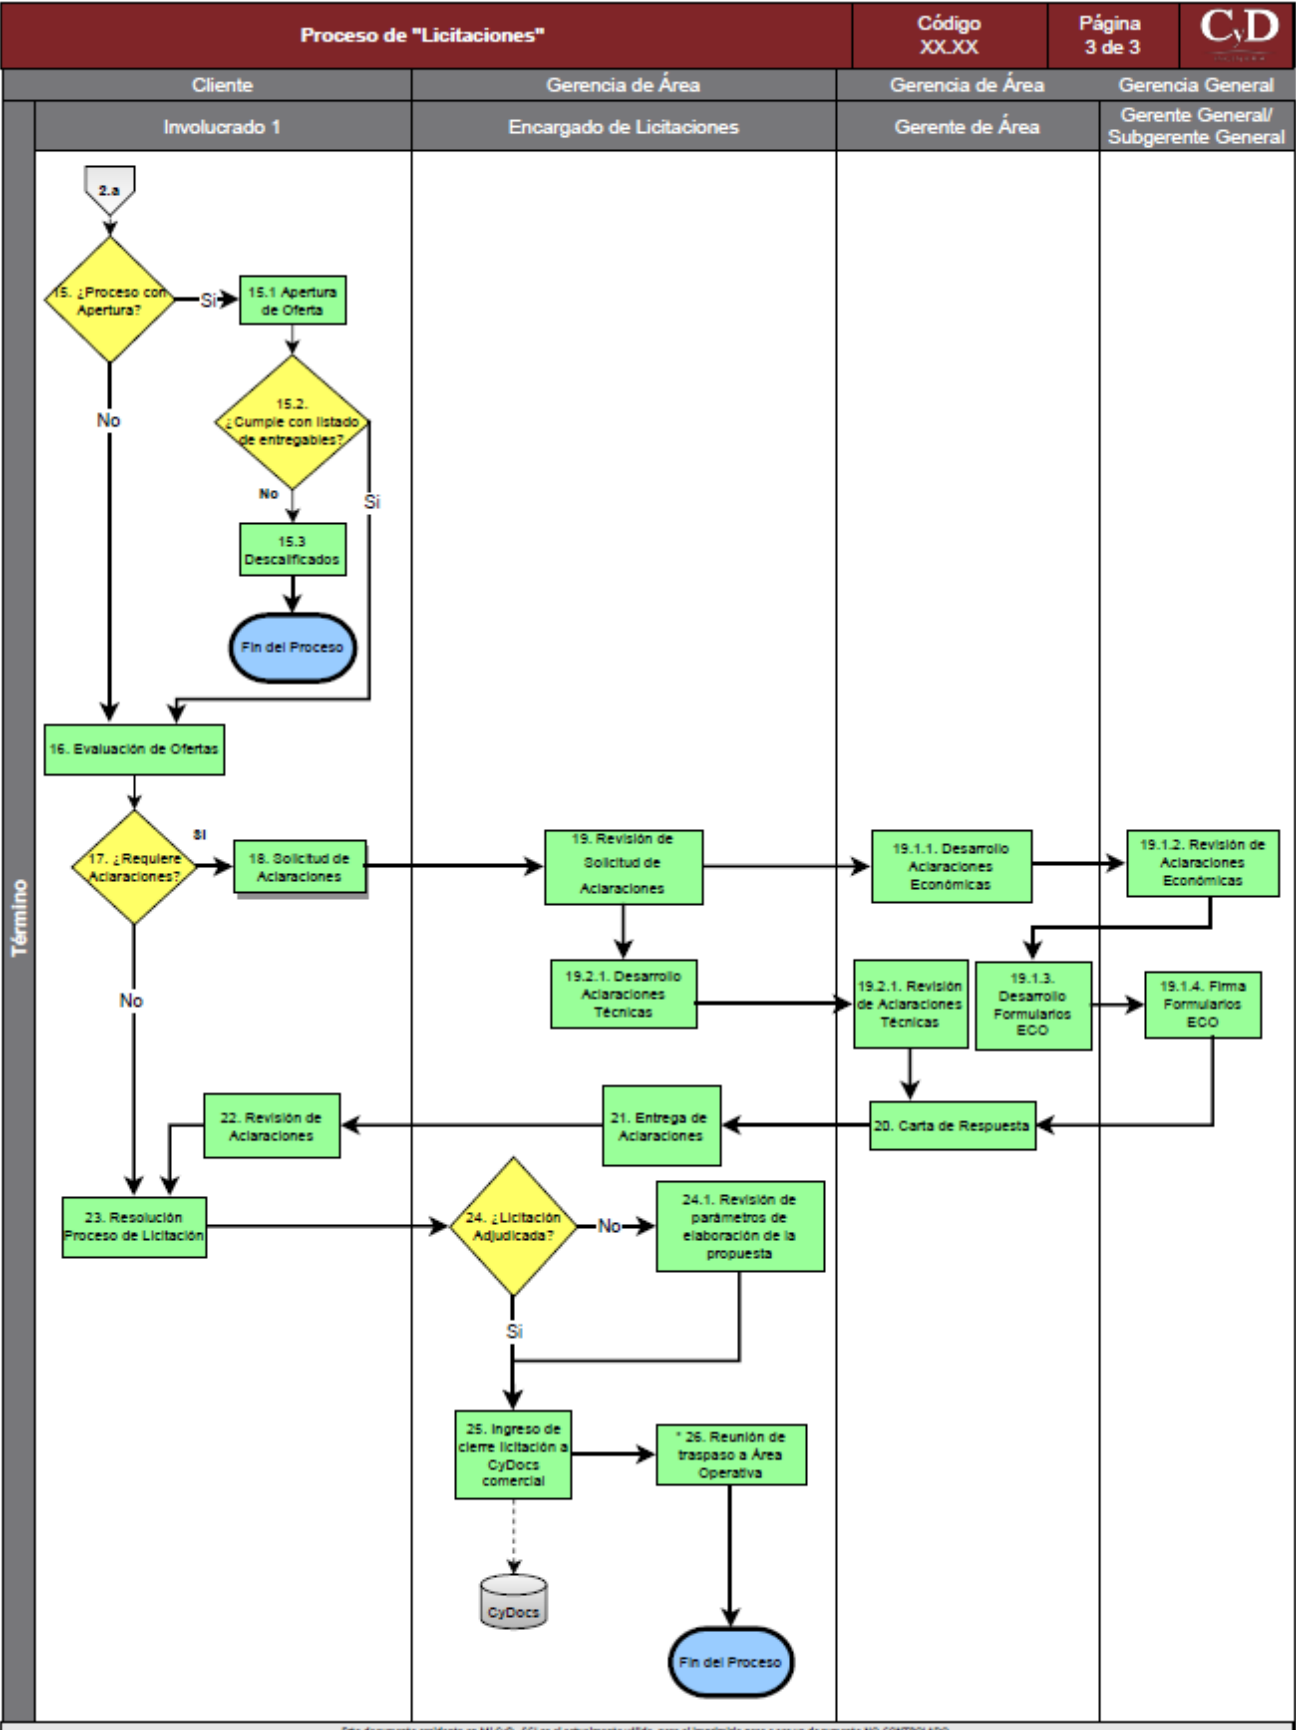 Proceso de "Licitaciones"
Código
XX.XX
Página
3 de 3
CyD
Cliente
Gerencia de Área
Gerencia de Área
Gerencia General
Involucrado 1
Encargado de Licitaciones
Gerente de Área
Gerente General/
Subgerente General
Término
2.a
15. ¿Proceso con
Apertura?
Si
15.1 Apertura
de Oferta
No
15.2.
¿Cumple con listado
de entregables?
No
Si
15.3
Descalificados
Fin del Proceso
16. Evaluación de Ofertas
17. ¿Requiere
Aclaraciones?
SI
18. Solicitud de
Aclaraciones
19. Revisión de
Solicitud de
Aclaraciones
19.1.1. Desarrollo
Aclaraciones
Económicas
19.1.2. Revisión de
Aclaraciones
Económicas
No
19.2.1. Desarrollo
Aclaraciones
Técnicas
19.2.1. Revisión
de Aclaraciones
Técnicas
19.1.3.
Desarrollo
Formularios
ECO
19.1.4. Firma
Formularios
ECO
22. Revisión de
Aclaraciones
21. Entrega de
Aclaraciones
20. Carta de Respuesta
23. Resolución
Proceso de Licitación
24. ¿Licitación
Adjudicada?
No
24.1. Revisión de
parámetros de
elaboración de la
propuesta
Si
25. Ingreso de
cierre licitación a
CyDocs
comercial
* 26. Reunión de
traspaso a Área
Operativa
CyDocs
Fin del Proceso